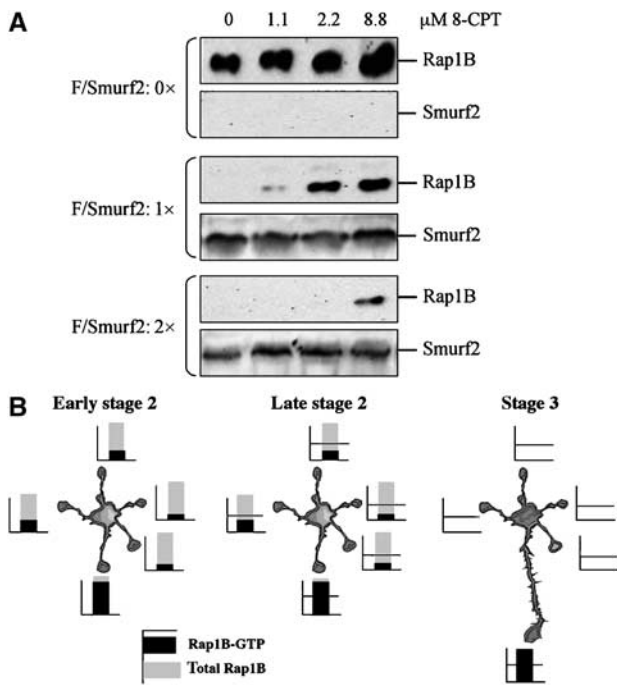 A
0 1.1 2.2 8.8 µM 8-CPT
F/Smurf2: 0×
Rap1B
Smurf2
F/Smurf2: 1×
Rap1B
Smurf2
F/Smurf2: 2×
Rap1B
Smurf2
B
Early stage 2 Late stage 2 Stage 3
Rap1B-GTP
Total Rap1B